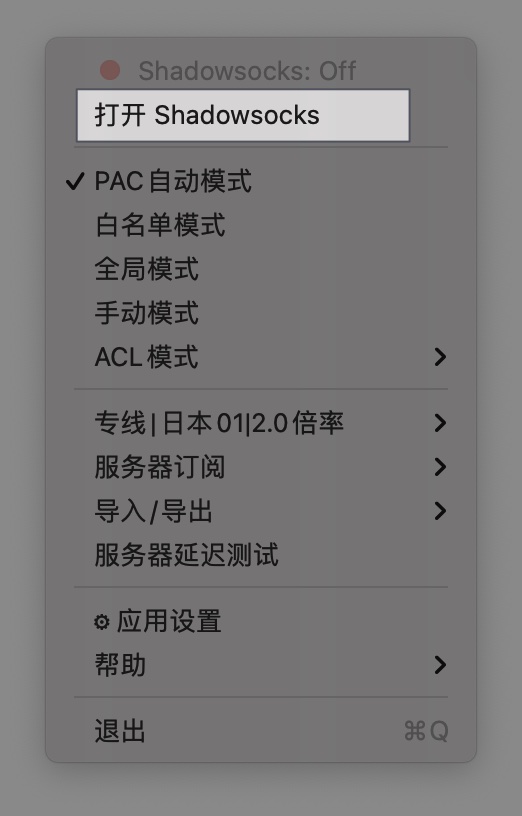 Shadowsocks: Off
打开 Shadowsocks
PAC自动模式
白名单模式
全局模式
手动模式
ACL模式
专线|日本01|2.0倍率
服务器订阅
导入/导出
服务器延迟测试
⚙ 应用设置
帮助
退出 ⌘Q